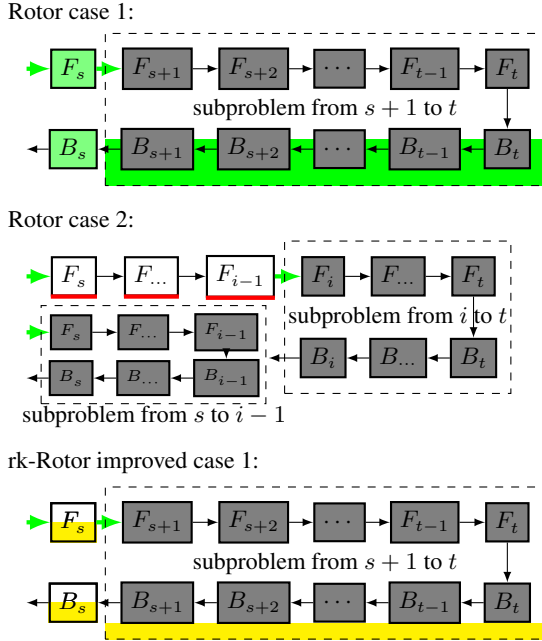 Rotor case 1:
F_s F_{s+1} F_{s+2} ⋯ F_{t−1} F_t
subproblem from s + 1 to t
B_s B_{s+1} B_{s+2} ⋯ B_{t−1} B_t
Rotor case 2:
F_s F_{...} F_{i−1} F_i F_{...} F_t
subproblem from i to t
F_s F_{...} F_{i−1}
B_i B_{...} B_t
B_s B_{...} B_{i−1}
subproblem from s to i − 1
rk-Rotor improved case 1:
F_s F_{s+1} F_{s+2} ⋯ F_{t−1} F_t
subproblem from s + 1 to t
B_s B_{s+1} B_{s+2} ⋯ B_{t−1} B_t